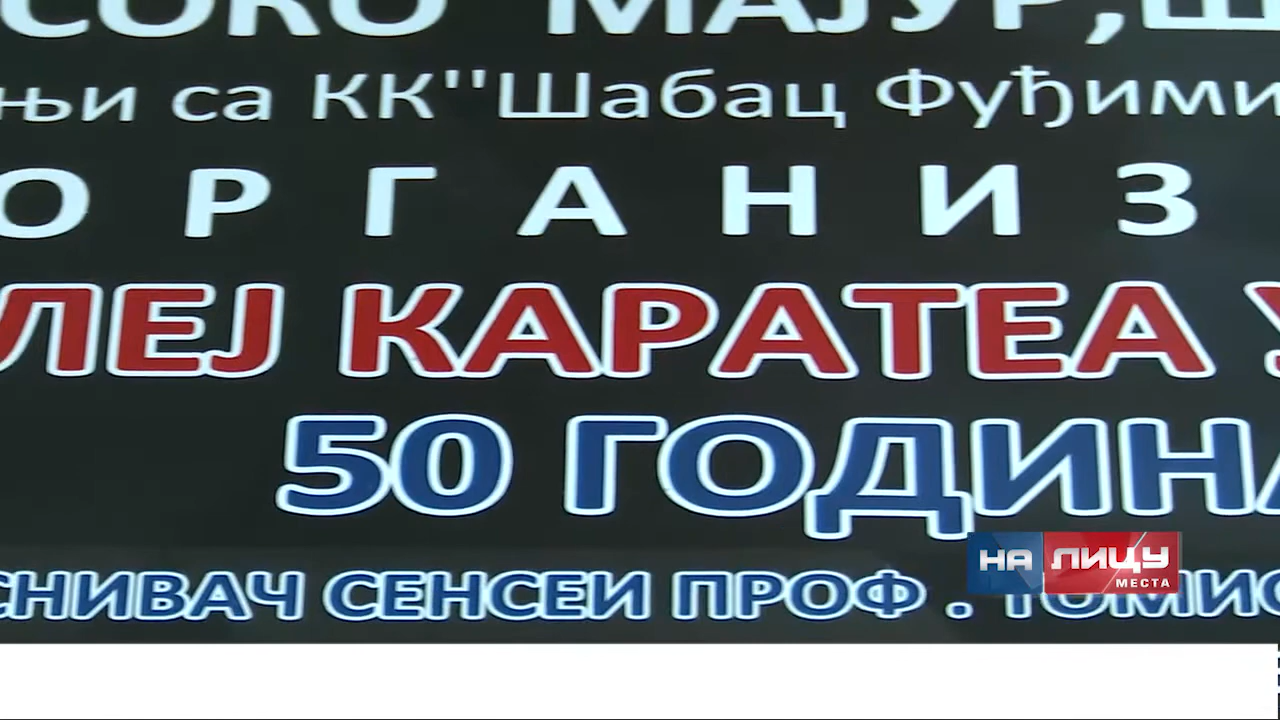 СОКО МАЈУР,Ш
њи са КК"Шабац Фуђими
О Р Г А Н И З
ЛЕЈ КАРАТЕА У
50 ГОДИНА
СНИВАЧ СЕНСЕИ ПРОФ . ТОМИС
НА ЛИЦУ
МЕСТА